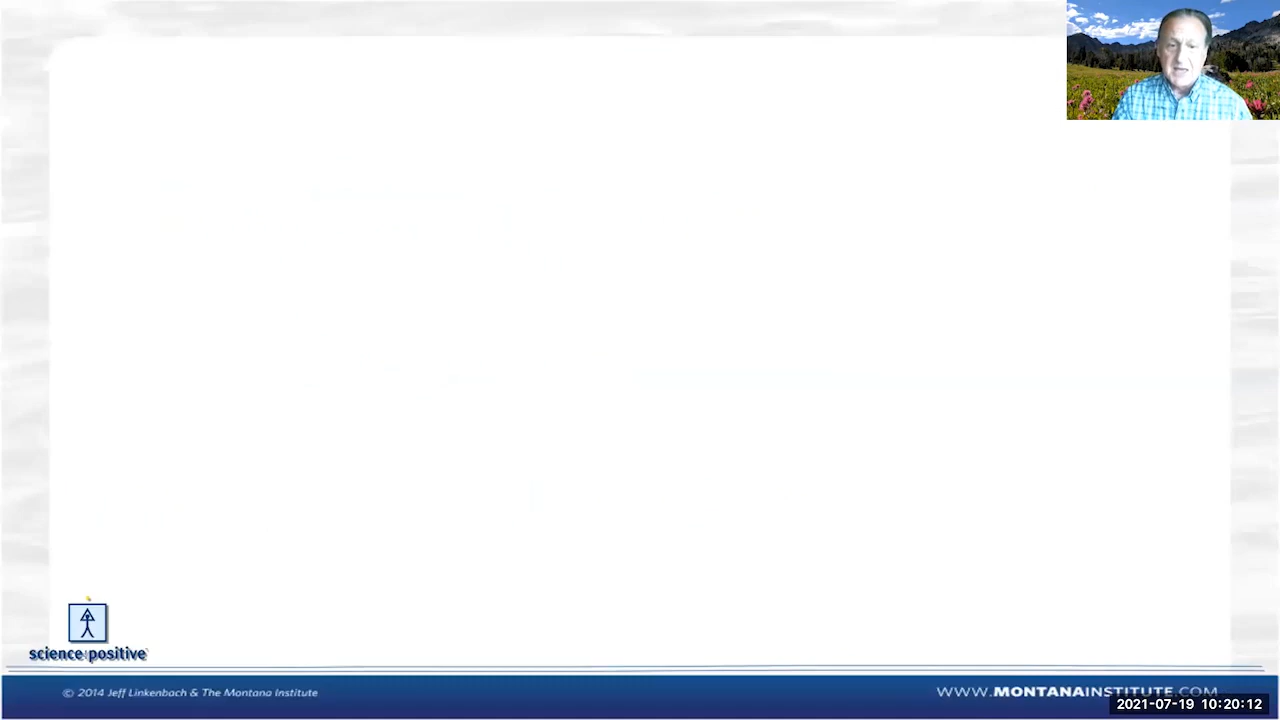 science positive
© 2014 Jeff Linkenbach & The Montana Institute
WWW.MONTANAINSTITUTE.COM
2021-07-19 10:20:12